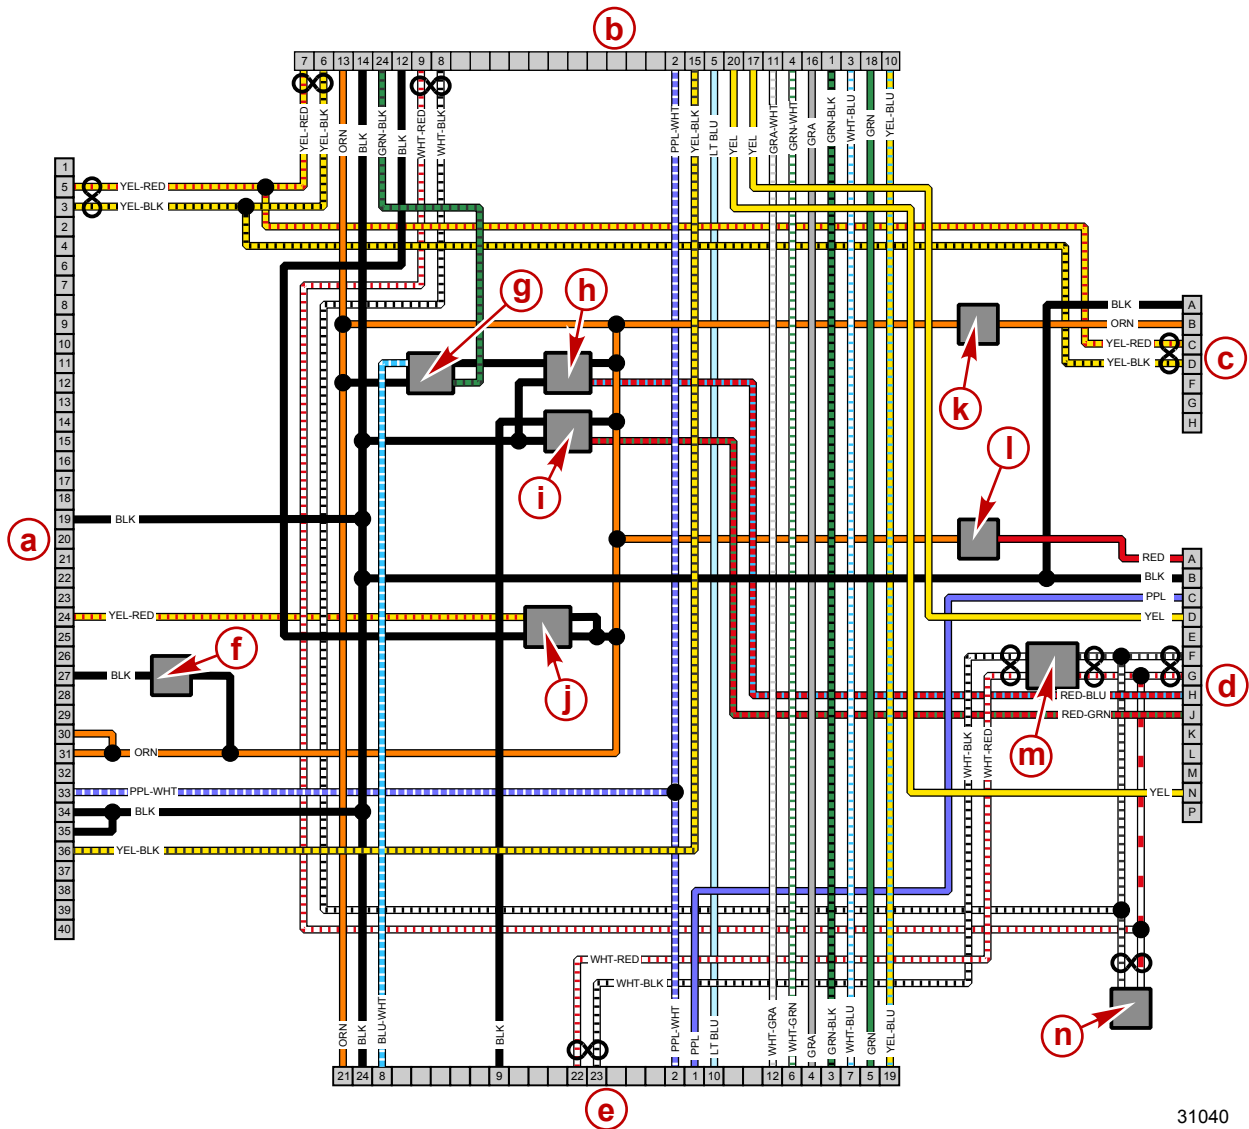 b
7 6 13 14 24 12 9 8 2 15 5 20 17 11 4 16 1 3 18 10
YEL-RED
YEL-BLK
ORN
BLK
GRN-BLK
BLK
WHT-RED
WHT-BLK
PPL-WHT
YEL-BLK
LT BLU
YEL
YEL
GRA-WHT
GRN-WHT
GRA
GRN-BLK
WHT-BLU
GRN
YEL-BLU
1
5 YEL-RED
3 YEL-BLK
2
4
6
7
8
9
10
11
12
13
14
15
16
17
18
19 BLK
20
21
22
23
24 YEL-RED
25
26
27 BLK
28
29
30
31 ORN
32
33 PPL-WHT
34 BLK
35
36 YEL-BLK
37
38
39
40
a
g
h
i
j
f
k
l
m
n
BLK A
ORN B
YEL-RED C
YEL-BLK D
F
G
H
c
RED A
BLK B
PPL C
YEL D
E
F
G
RED-BLU H
RED-GRN J
K
L
M
YEL N
P
d
WHT-BLK
WHT-RED
WHT-RED
WHT-BLK
ORN
BLK
BLU-WHT
BLK
PPL-WHT
PPL
LT BLU
WHT-GRA
WHT-GRN
GRA
GRN-BLK
WHT-BLU
GRN
YEL-BLU
21 24 8 9 22 23 2 1 10 12 6 4 3 7 5 19
e
31040